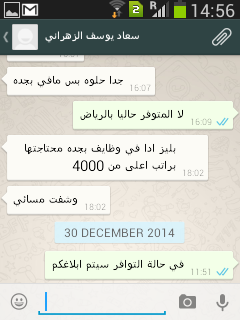 14:56
سعاد يوسف الزهراني
16:07
جدا حلوه بس مافي بجده
16:07
لا المتوفر حاليا بالرياض
16:09
بليز اذا في وظايف بجده محتاجتها
براتب اعلى من 4000
18:02
وشفت مسائي
18:02
30 DECEMBER 2014
في حالة التوافر سيتم ابلاغكم
11:51